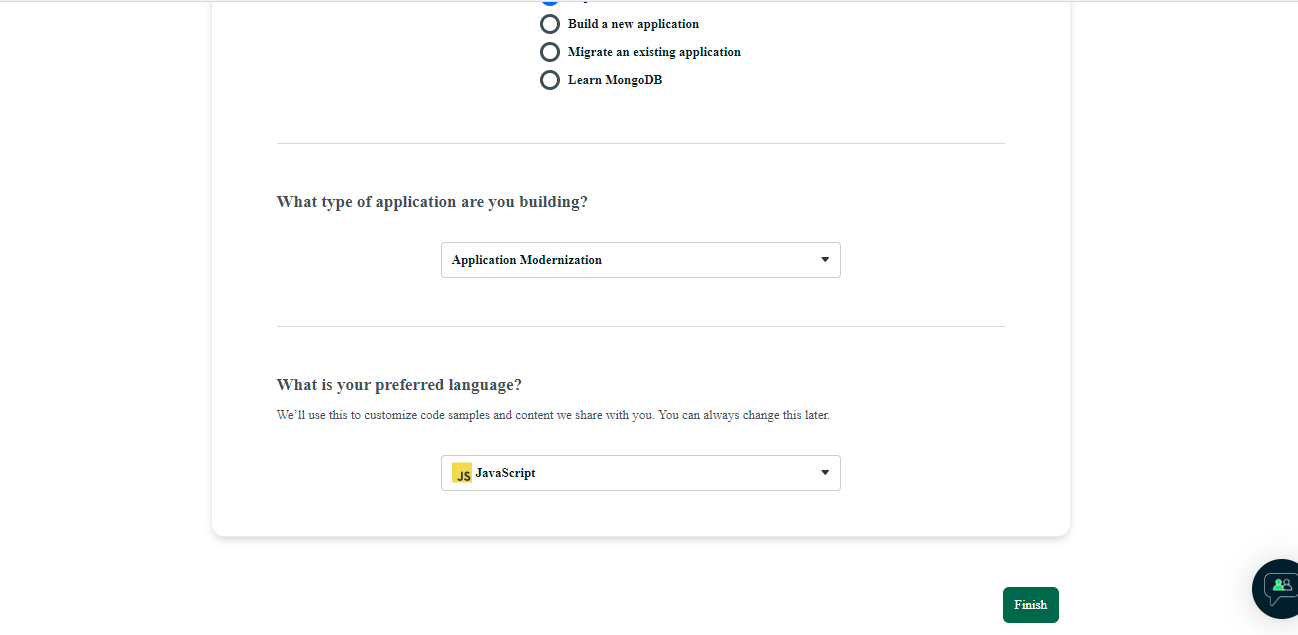 Build a new application
Migrate an existing application
Learn MongoDB
What type of application are you building?
Application Modernization
What is your preferred language?
We'll use this to customize code samples and content we share with you. You can always change this later.
JS JavaScript
Finish